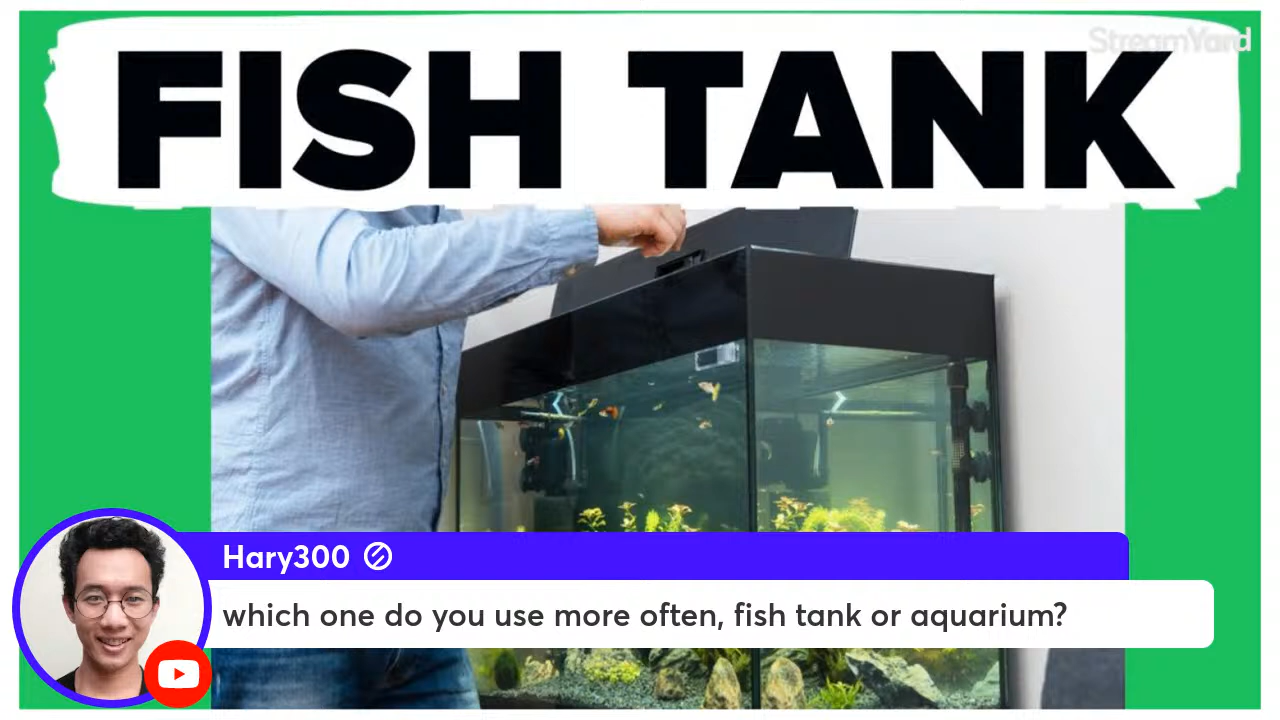 FISH TANK
StreamYard
Hary300
which one do you use more often, fish tank or aquarium?